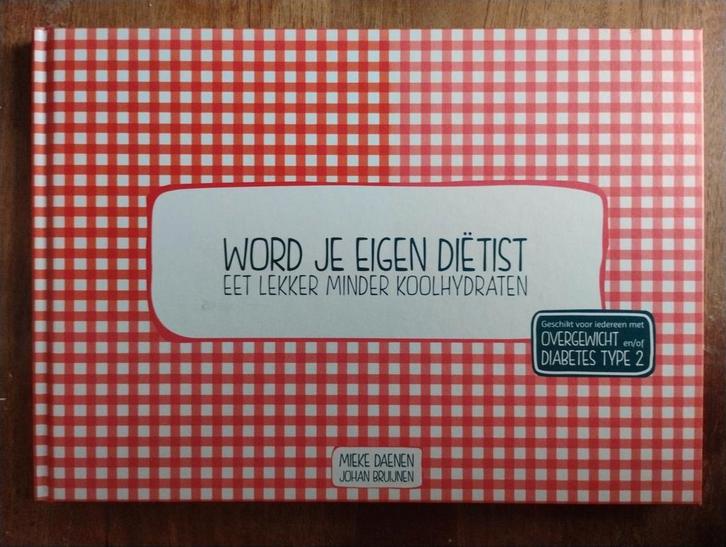 WORD JE EIGEN DIËTIST
EET LEKKER MINDER KOOLHYDRATEN
Geschikt voor iedereen met
OVERGEWICHT en/of
DIABETES TYPE 2
MIEKE DAENEN
JOHAN BRUIJNEN